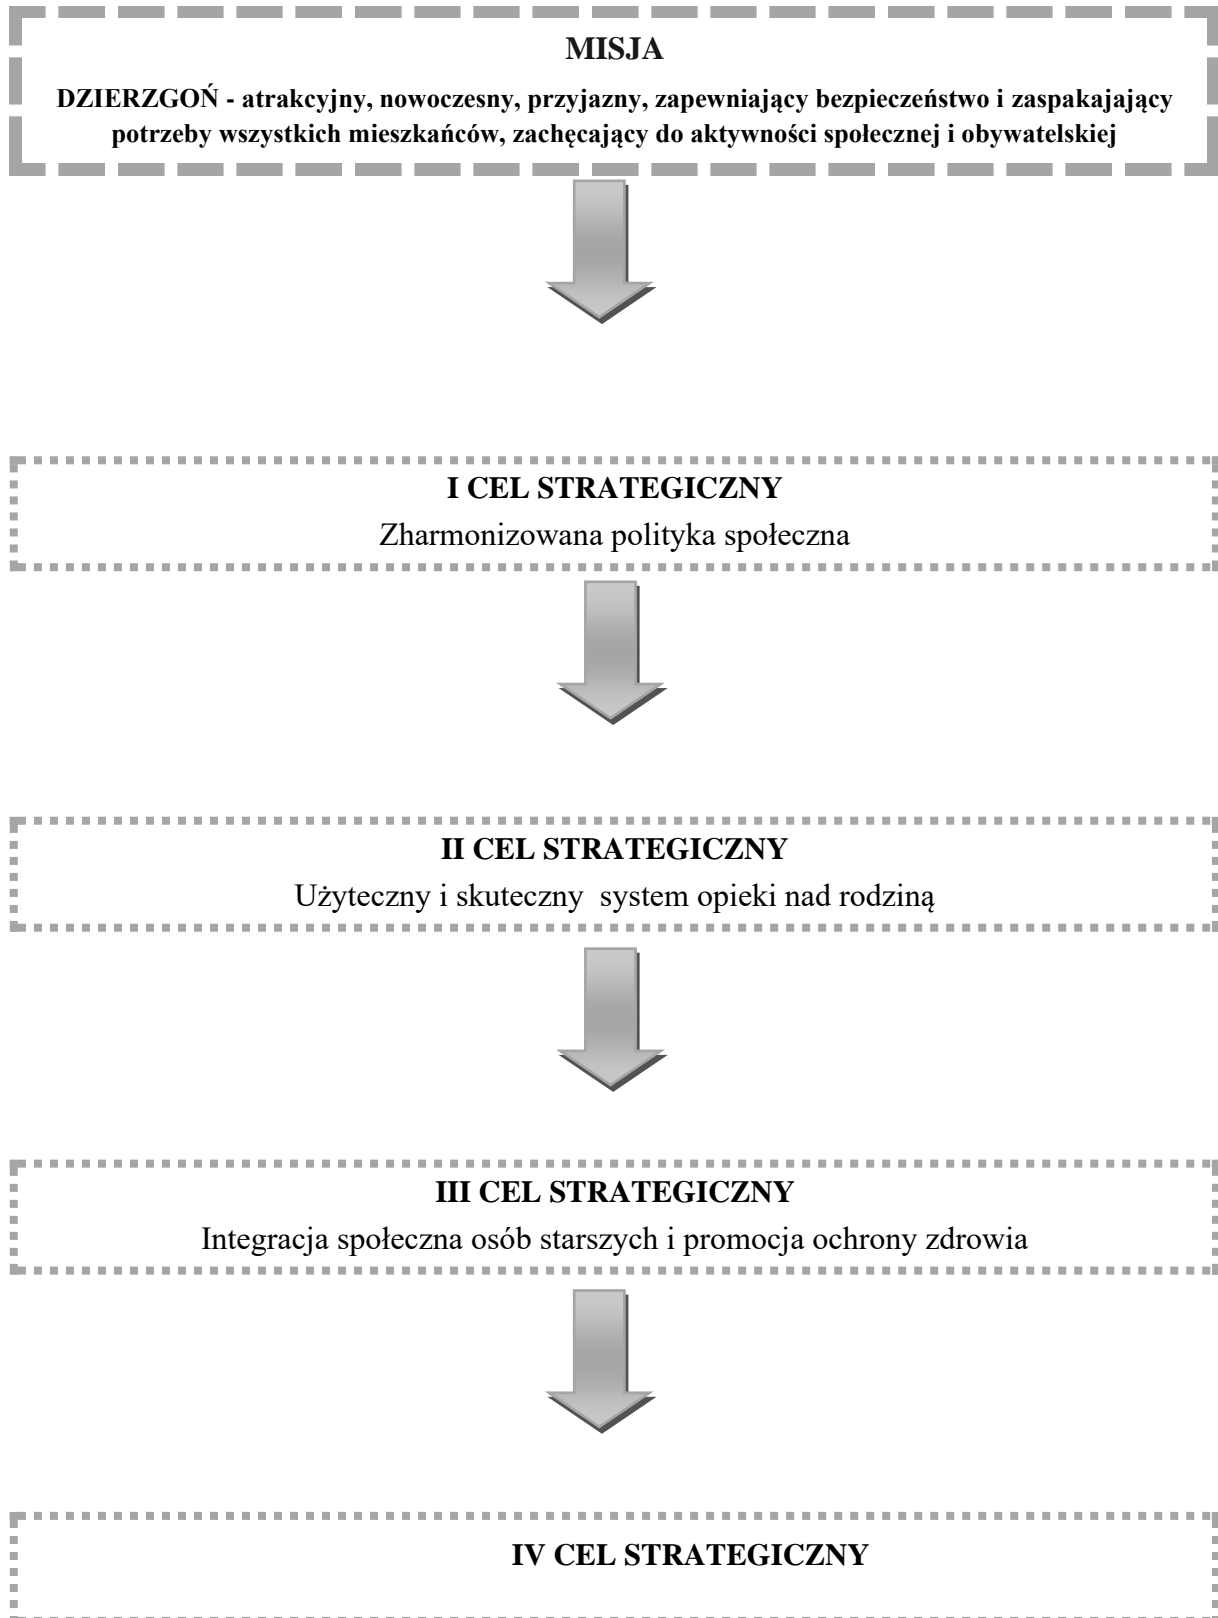 MISJA
DZIERZGOŃ - atrakcyjny, nowoczesny, przyjazny, zapewniający bezpieczeństwo i zaspakajający
potrzeby wszystkich mieszkańców, zachęcający do aktywności społecznej i obywatelskiej
I CEL STRATEGICZNY
Zharmonizowana polityka społeczna
II CEL STRATEGICZNY
Użyteczny i skuteczny  system opieki nad rodziną
III CEL STRATEGICZNY
Integracja społeczna osób starszych i promocja ochrony zdrowia
IV CEL STRATEGICZNY